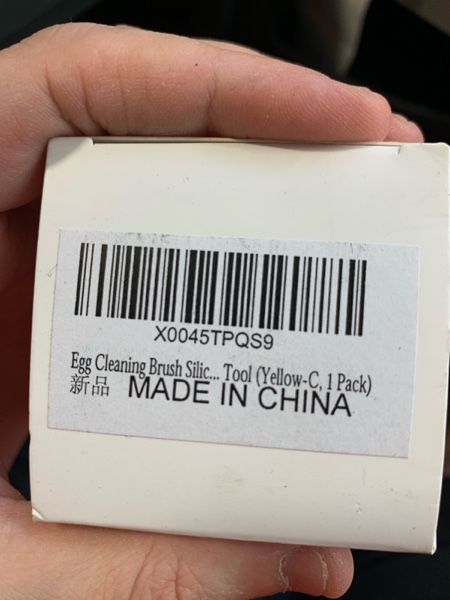 X0045TPQS9
Egg Cleaning Brush Silic... Tool (Yellow-C, 1 Pack)
新品 MADE IN CHINA